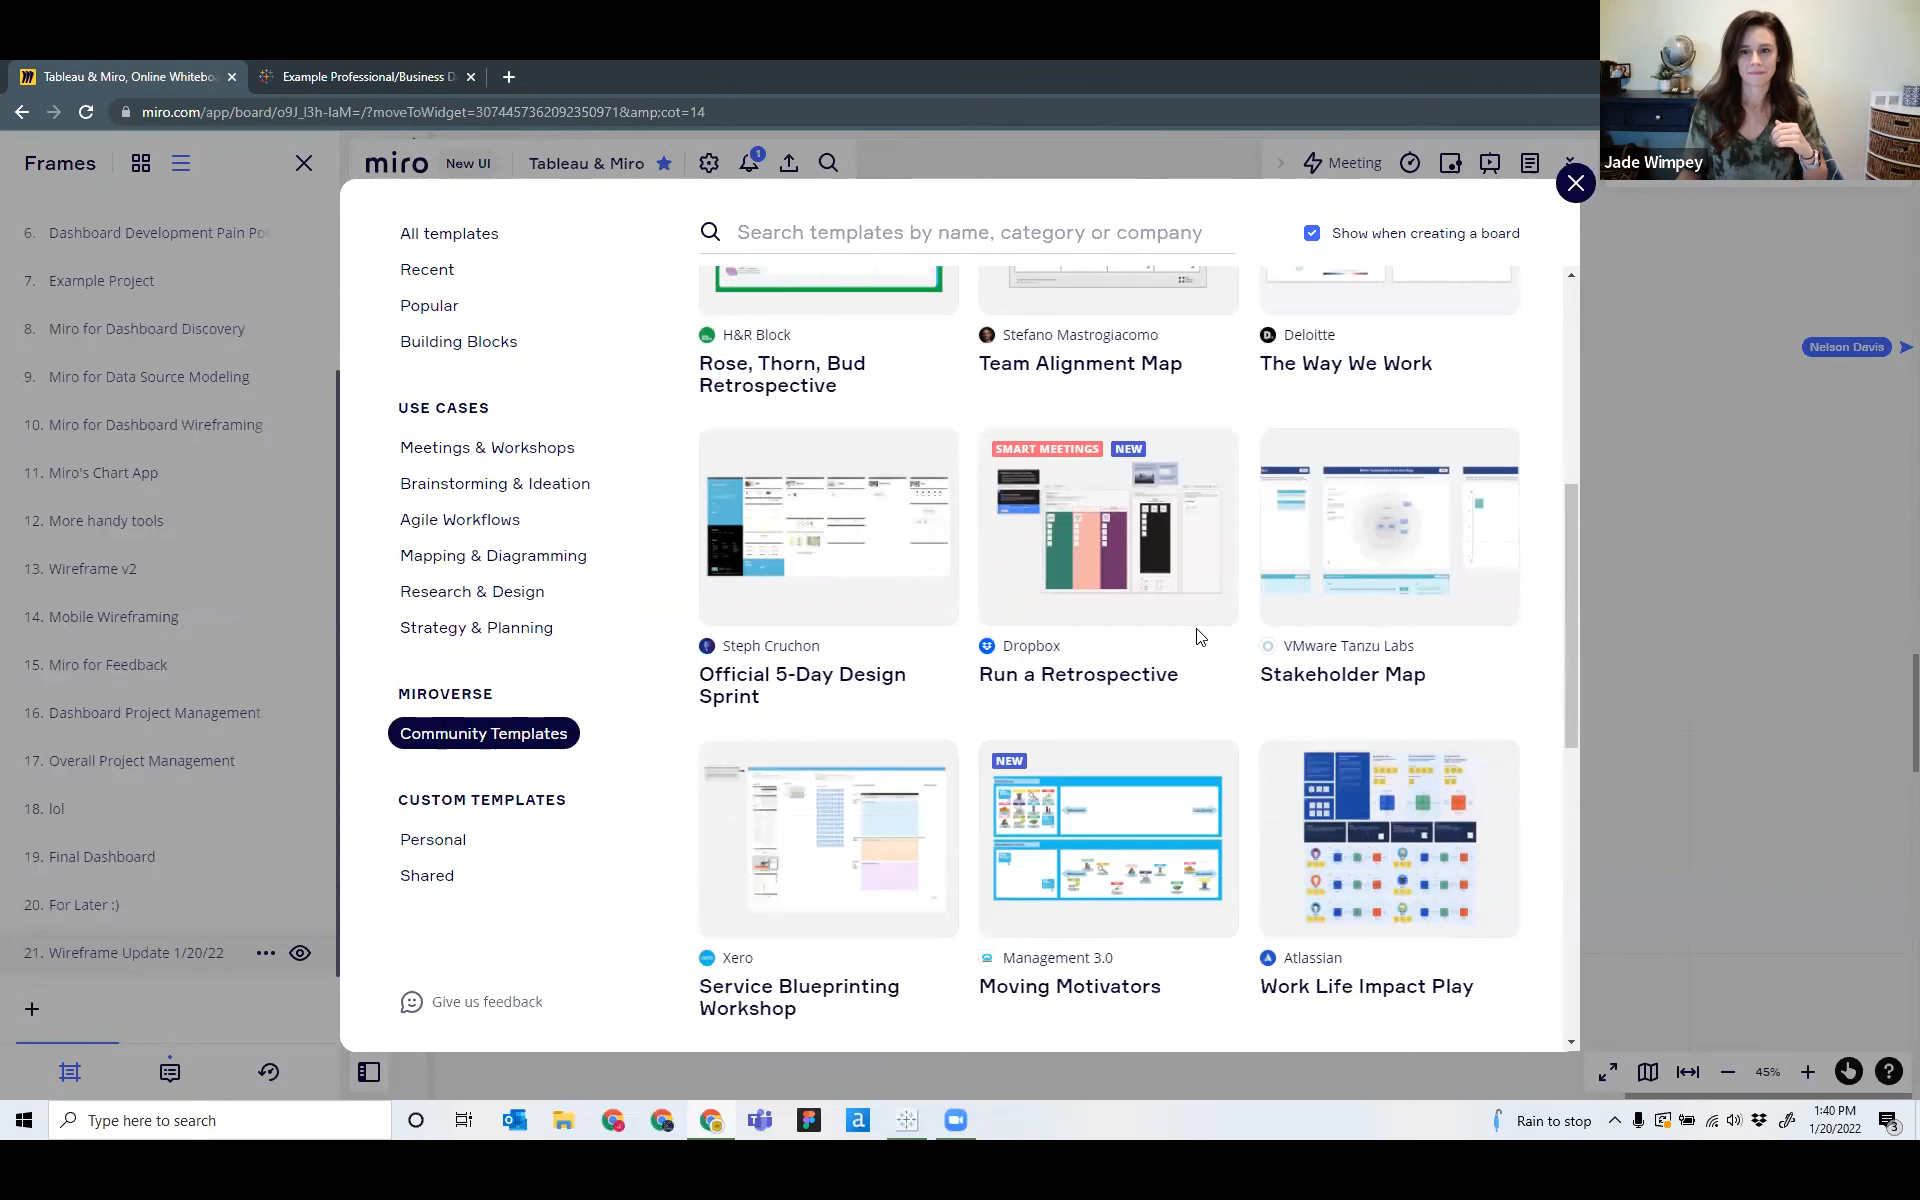 Tableau & Miro, Online Whitebo
Example Professional/Business D
miro.com/app/board/o9J_l3h-IaM=/?moveToWidget=3074457362092350971&amp;cot=14
Jade Wimpey
Frames
miro
New UI
Tableau & Miro
1
Meeting
6. Dashboard Development Pain Po
7. Example Project
8. Miro for Dashboard Discovery
9. Miro for Data Source Modeling
10. Miro for Dashboard Wireframing
11. Miro's Chart App
12. More handy tools
13. Wireframe v2
14. Mobile Wireframing
15. Miro for Feedback
16. Dashboard Project Management
17. Overall Project Management
18. lol
19. Final Dashboard
20. For Later :)
21. Wireframe Update 1/20/22
All templates
Recent
Popular
Building Blocks
USE CASES
Meetings & Workshops
Brainstorming & Ideation
Agile Workflows
Mapping & Diagramming
Research & Design
Strategy & Planning
MIROVERSE
Community Templates
CUSTOM TEMPLATES
Personal
Shared
Give us feedback
Search templates by name, category or company
Show when creating a board
H&R Block
Rose, Thorn, Bud
Retrospective
Stefano Mastrogiacomo
Team Alignment Map
Deloitte
The Way We Work
Steph Cruchon
Official 5-Day Design
Sprint
SMART MEETINGS
NEW
Dropbox
Run a Retrospective
VMware Tanzu Labs
Stakeholder Map
Xero
Service Blueprinting
Workshop
NEW
Management 3.0
Moving Motivators
Atlassian
Work Life Impact Play
Nelson Davis
45%
Type here to search
Rain to stop
1:40 PM
1/20/2022
3